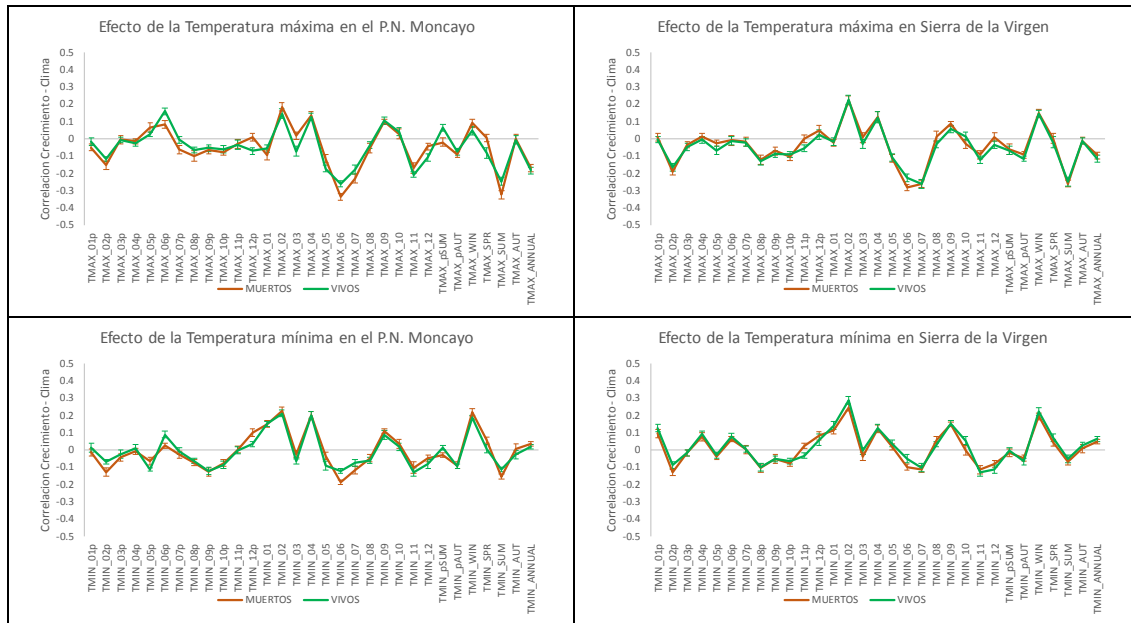 Efecto de la Temperatura máxima en el P.N. Moncayo
Correlacion Crecimiento - Clima
0.5
0.4
0.3
0.2
0.1
0
-0.1
-0.2
-0.3
-0.4
-0.5
TMAX_01p
TMAX_02p
TMAX_03p
TMAX_04p
TMAX_05p
TMAX_06p
TMAX_07p
TMAX_08p
TMAX_09p
TMAX_10p
TMAX_11p
TMAX_12p
TMAX_01
TMAX_02
TMAX_03
TMAX_04
TMAX_05
TMAX_06
TMAX_07
TMAX_08
TMAX_09
TMAX_10
TMAX_11
TMAX_12
TMAX_pSUM
TMAX_pAUT
TMAX_WIN
TMAX_SPR
TMAX_SUM
TMAX_AUT
TMAX_ANNUAL
MUERTOS VIVOS
Efecto de la Temperatura máxima en Sierra de la Virgen
Correlacion Crecimiento - Clima
0.5
0.4
0.3
0.2
0.1
0
-0.1
-0.2
-0.3
-0.4
-0.5
TMAX_01p
TMAX_02p
TMAX_03p
TMAX_04p
TMAX_05p
TMAX_06p
TMAX_07p
TMAX_08p
TMAX_09p
TMAX_10p
TMAX_11p
TMAX_12p
TMAX_01
TMAX_02
TMAX_03
TMAX_04
TMAX_05
TMAX_06
TMAX_07
TMAX_08
TMAX_09
TMAX_10
TMAX_11
TMAX_12
TMAX_pSUM
TMAX_pAUT
TMAX_WIN
TMAX_SPR
TMAX_SUM
TMAX_AUT
TMAX_ANNUAL
MUERTOS VIVOS
Efecto de la Temperatura mínima en el P.N. Moncayo
Correlacion Crecimiento - Clima
0.5
0.4
0.3
0.2
0.1
0
-0.1
-0.2
-0.3
-0.4
-0.5
TMIN_01p
TMIN_02p
TMIN_03p
TMIN_04p
TMIN_05p
TMIN_06p
TMIN_07p
TMIN_08p
TMIN_09p
TMIN_10p
TMIN_11p
TMIN_12p
TMIN_01
TMIN_02
TMIN_03
TMIN_04
TMIN_05
TMIN_06
TMIN_07
TMIN_08
TMIN_09
TMIN_10
TMIN_11
TMIN_12
TMIN_pSUM
TMIN_pAUT
TMIN_WIN
TMIN_SPR
TMIN_SUM
TMIN_AUT
TMIN_ANNUAL
MUERTOS VIVOS
Efecto de la Temperatura mínima en Sierra de la Virgen
Correlacion Crecimiento - Clima
0.5
0.4
0.3
0.2
0.1
0
-0.1
-0.2
-0.3
-0.4
-0.5
TMIN_01p
TMIN_02p
TMIN_03p
TMIN_04p
TMIN_05p
TMIN_06p
TMIN_07p
TMIN_08p
TMIN_09p
TMIN_10p
TMIN_11p
TMIN_12p
TMIN_01
TMIN_02
TMIN_03
TMIN_04
TMIN_05
TMIN_06
TMIN_07
TMIN_08
TMIN_09
TMIN_10
TMIN_11
TMIN_12
TMIN_pSUM
TMIN_pAUT
TMIN_WIN
TMIN_SPR
TMIN_SUM
TMIN_AUT
TMIN_ANNUAL
MUERTOS VIVOS